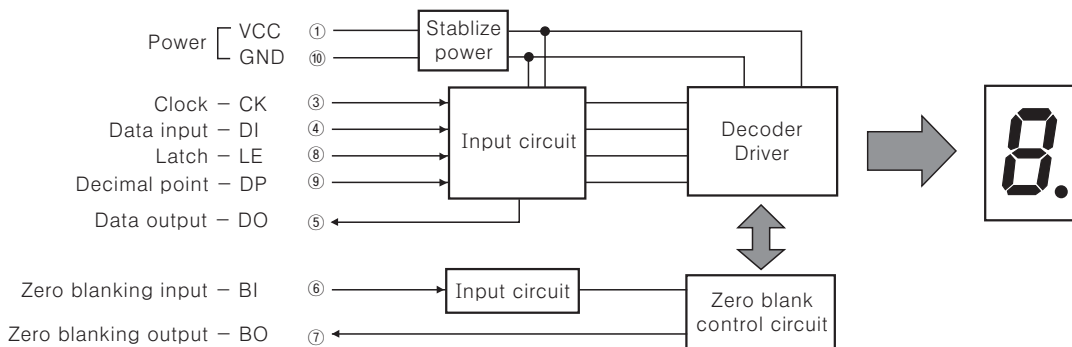 Power
VCC ①
GND ⑩
Stablize
power
Clock － CK ③
Data input － DI ④
Latch － LE ⑧
Decimal point － DP ⑨
Data output － DO ⑤
Input circuit
Decoder
Driver
8.
Zero blanking input － BI ⑥
Input circuit
Zero blanking output － BO ⑦
Zero blank
control circuit